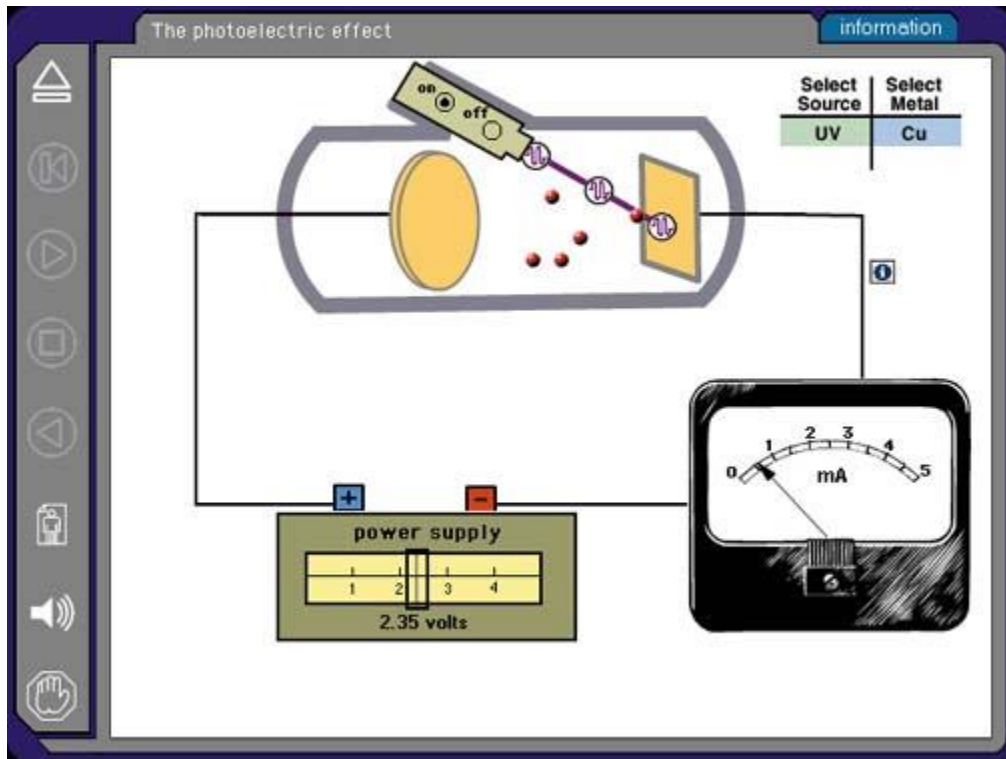 The photoelectric effect
information
Select Source
Select Metal
UV
Cu
on
off
0 1 2 3 4 5
mA
+
-
power supply
1 2 3 4
2.35 volts